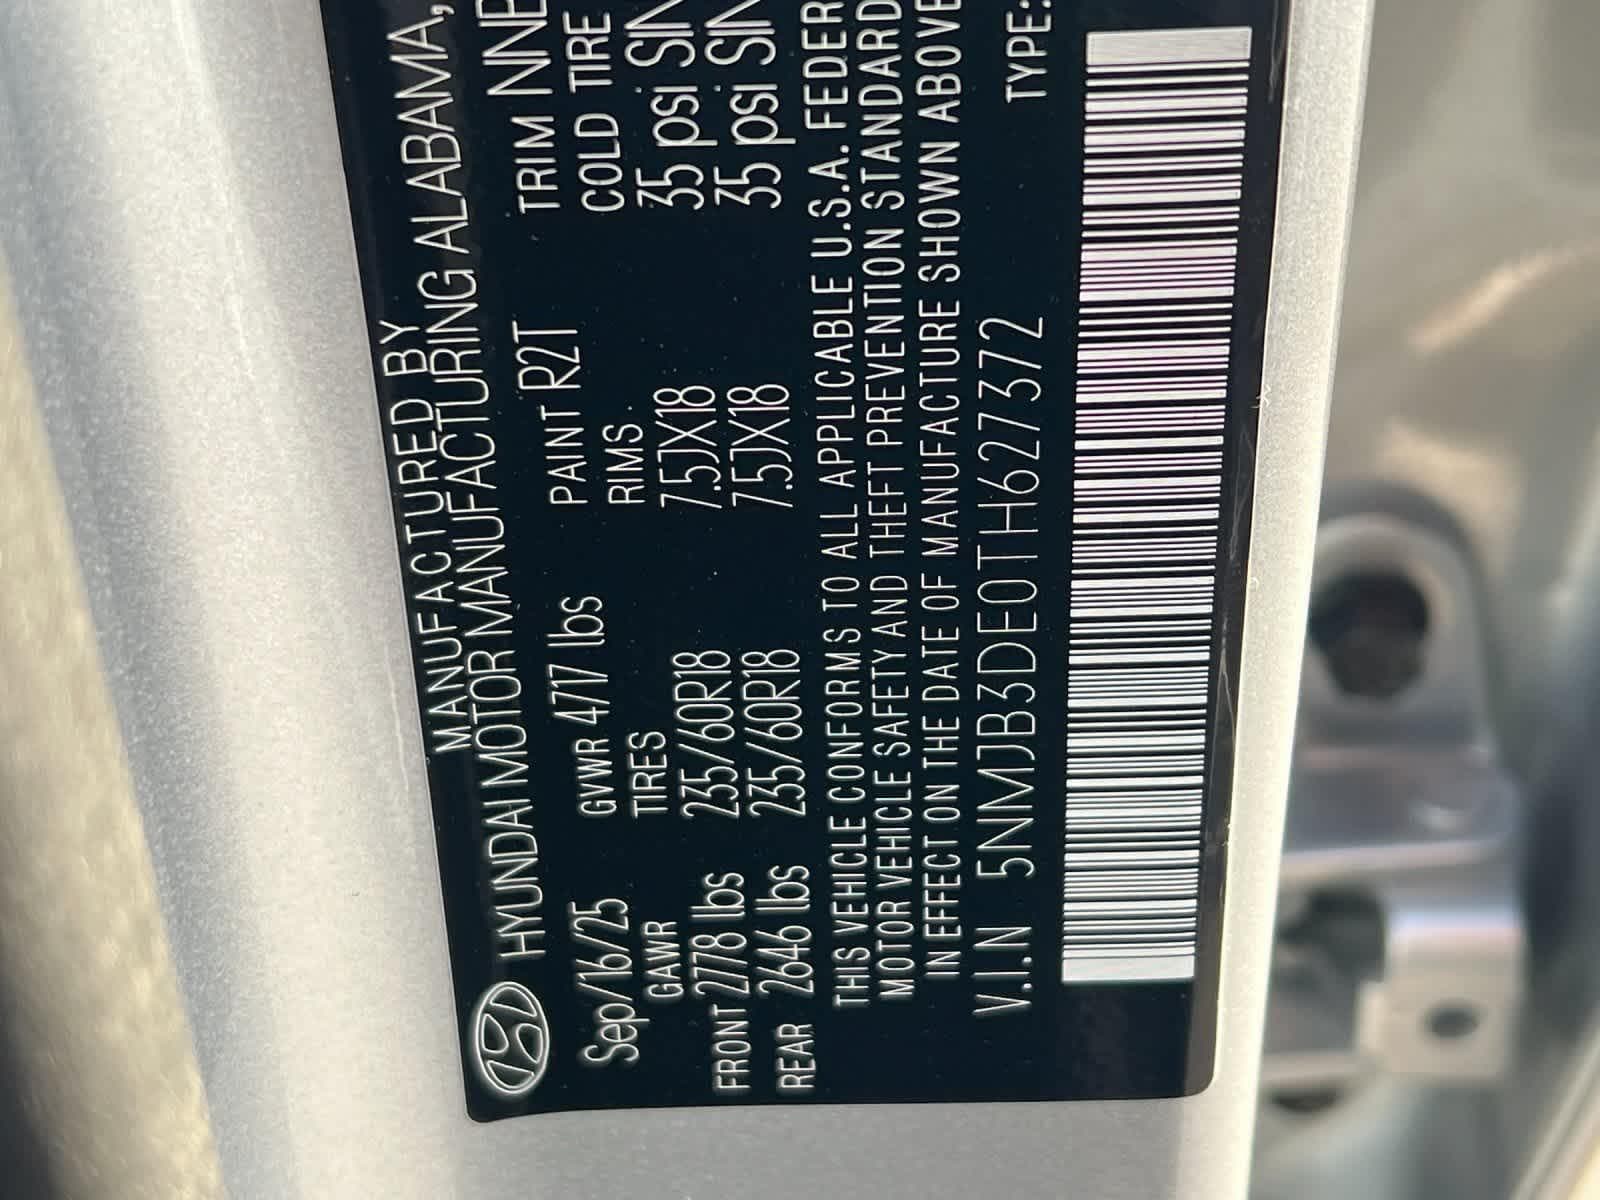 MANUFACTURED BY
HYUNDAI MOTOR MANUFACTURING ALABAMA,
Sep/16/25 GVWR 4717 lbs PAINT R2T TRIM NNB
GAWR TIRES RIMS COLD TIRE
FRONT 2778 lbs 235/60R18 7.5JX18 35 psi SIN
REAR 2646 lbs 235/60R18 7.5JX18 35 psi SIN
THIS VEHICLE CONFORMS TO ALL APPLICABLE U.S.A. FEDER
MOTOR VEHICLE SAFETY AND THEFT PREVENTION STANDARD
IN EFFECT ON THE DATE OF MANUFACTURE SHOWN ABOVE
V.I.N 5NMJB3DE0TH627372 TYPE: